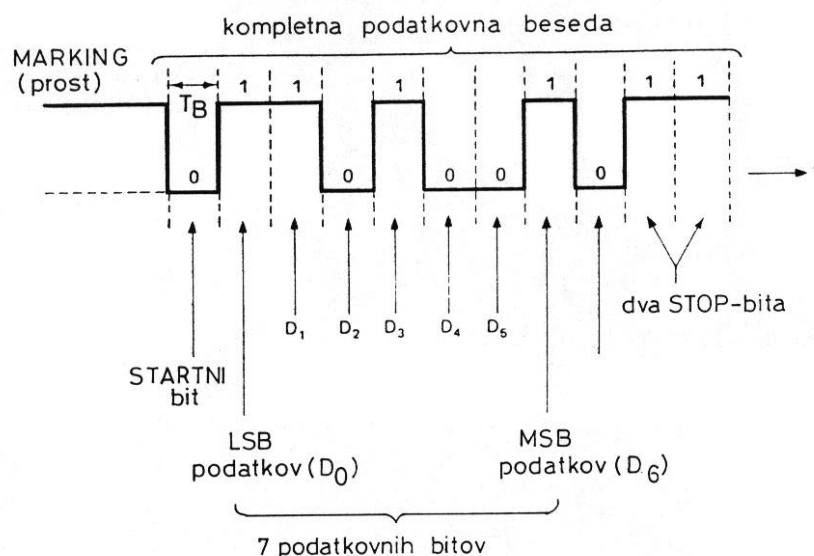 kompletna podatkovna beseda
MARKING
(prost)
T_B
0 1 1 0 1 0 0 1 0 1 1
D₁ D₂ D₃ D₄ D₅
dva STOP-bita
STARTNI
bit
LSB
podatkov (D₀)
MSB
podatkov (D₆)
7 podatkovnih bitov